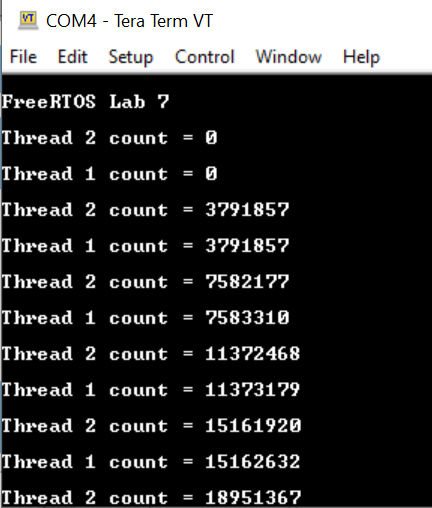 VT COM4 - Tera Term VT
File Edit Setup Control Window Help
FreeRTOS Lab 7
Thread 2 count = 0
Thread 1 count = 0
Thread 2 count = 3791857
Thread 1 count = 3791857
Thread 2 count = 7582177
Thread 1 count = 7583310
Thread 2 count = 11372468
Thread 1 count = 11373179
Thread 2 count = 15161920
Thread 1 count = 15162632
Thread 2 count = 18951367